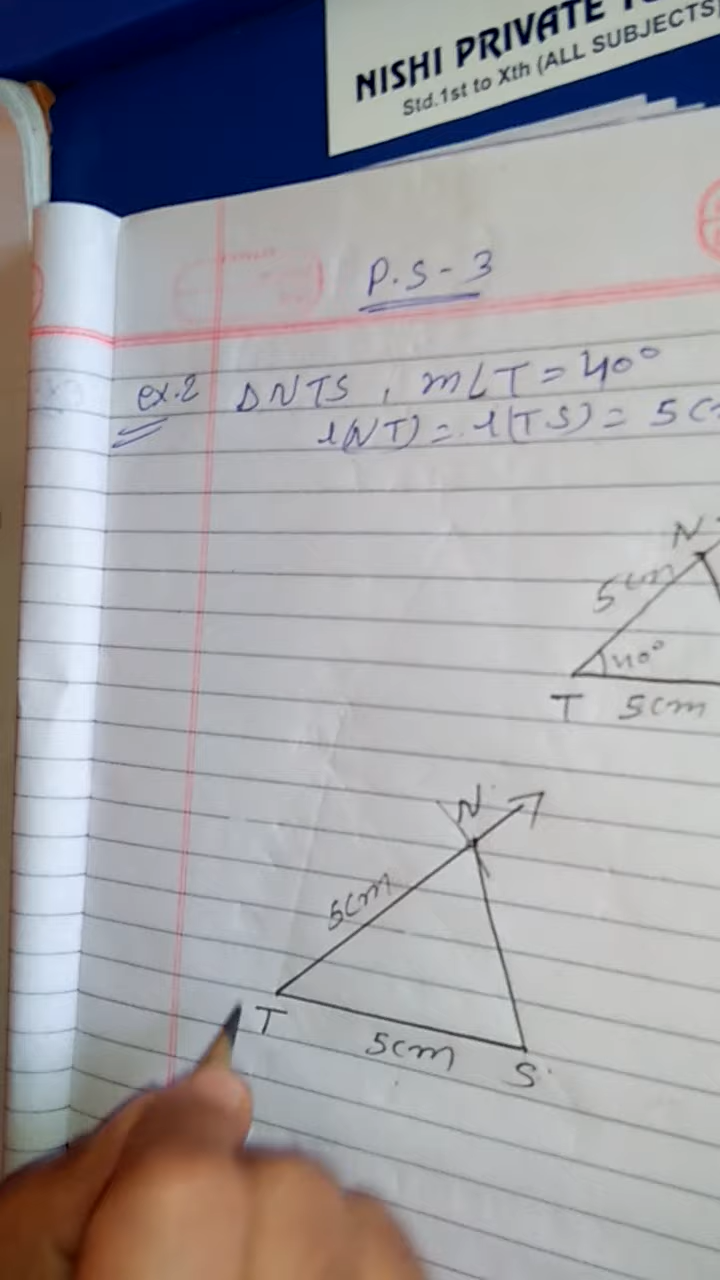 NISHI PRIVATE
Std.1st to Xth (ALL SUBJECTS)
P.S-3
ex.2 ΔNTS, m∠T=40°
l(NT)=l(TS)=5c
N
5cm
40°
T 5cm
N
5cm
T
5cm
S